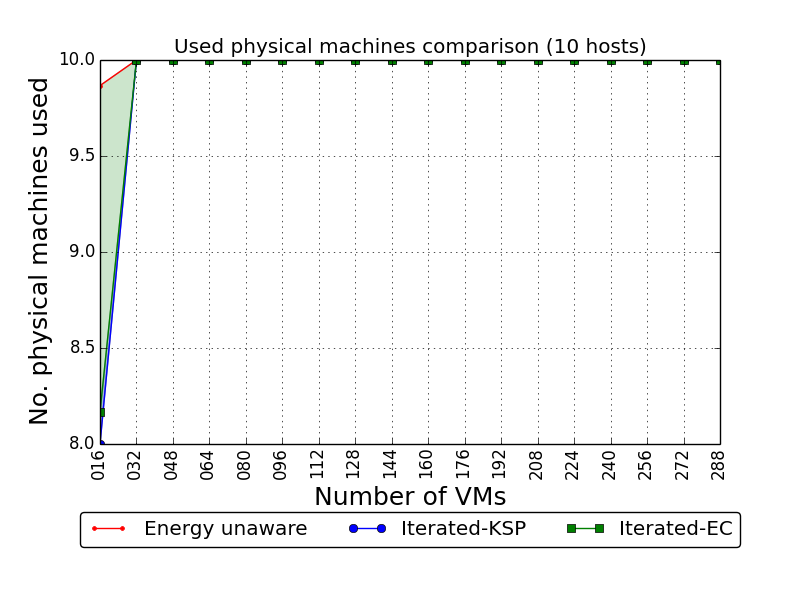 Used physical machines comparison (10 hosts)
No. physical machines used
10.0
9.5
9.0
8.5
8.0
016 032 048 064 080 096 112 128 144 160 176 192 208 224 240 256 272 288
Number of VMs
Energy unaware Iterated-KSP Iterated-EC